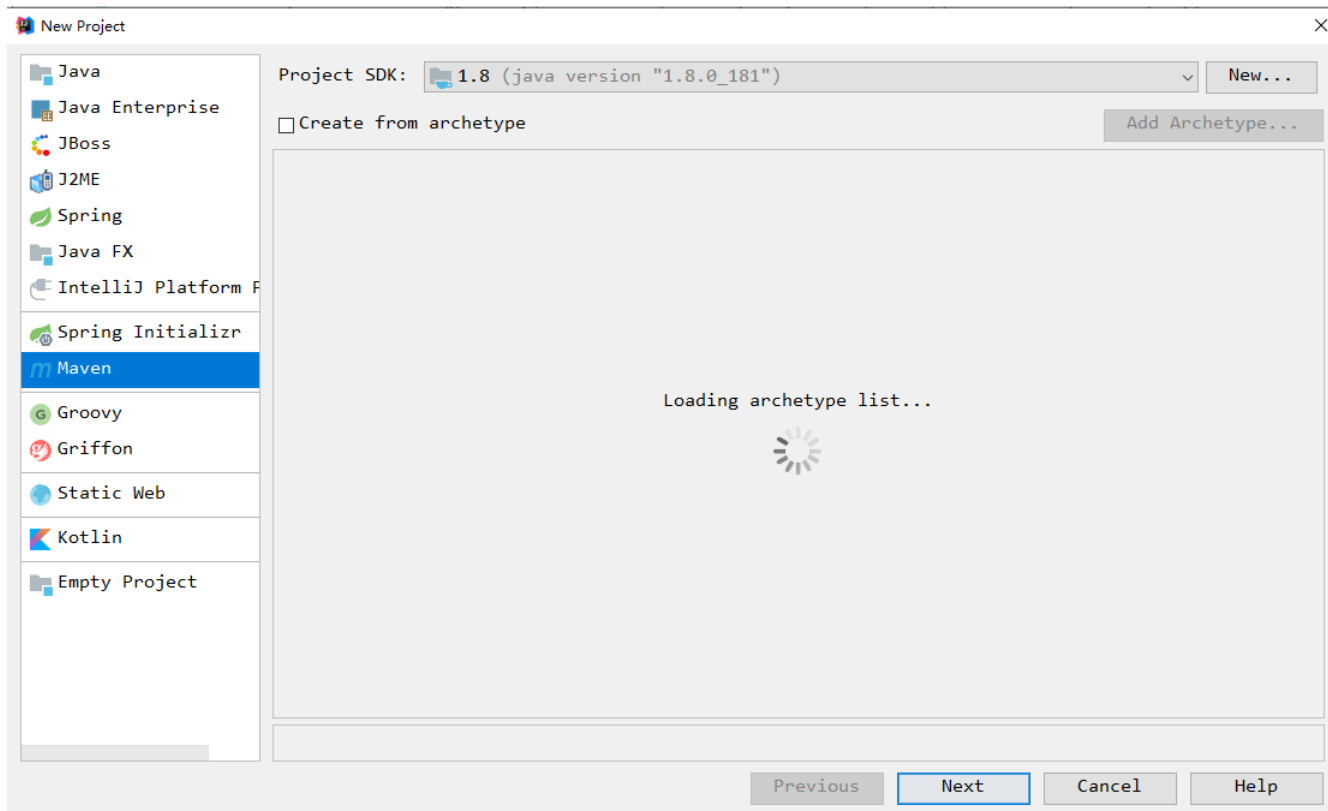 New Project
Java
Java Enterprise
JBoss
J2ME
Spring
Java FX
IntelliJ Platform
Spring Initializr
Maven
Groovy
Griffon
Static Web
Kotlin
Empty Project
Project SDK: 1.8 (java version "1.8.0_181") New...
Create from archetype Add Archetype...
Loading archetype list...
Previous Next Cancel Help